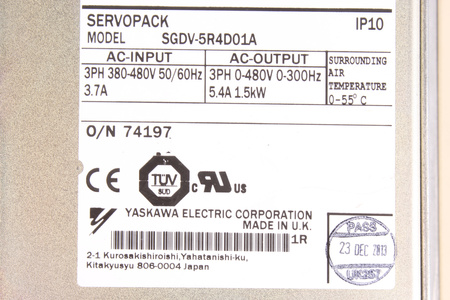 SERVOPACK IP10
MODEL SGDV-5R4D01A
AC-INPUT AC-OUTPUT SURROUNDING
3PH 380-480V 50/60Hz 3PH 0-480V 0-300Hz AIR
3.7A 5.4A 1.5kW TEMPERATURE
0-55°C
O/N 74197
CE TÜV SÜD c RU US
YASKAWA ELECTRIC CORPORATION
MADE IN U.K.
1R
2-1 Kurosakishiroishi,Yahatanishi-ku,
Kitakyusyu 806-0004 Japan
PASS
23 DEC 2013